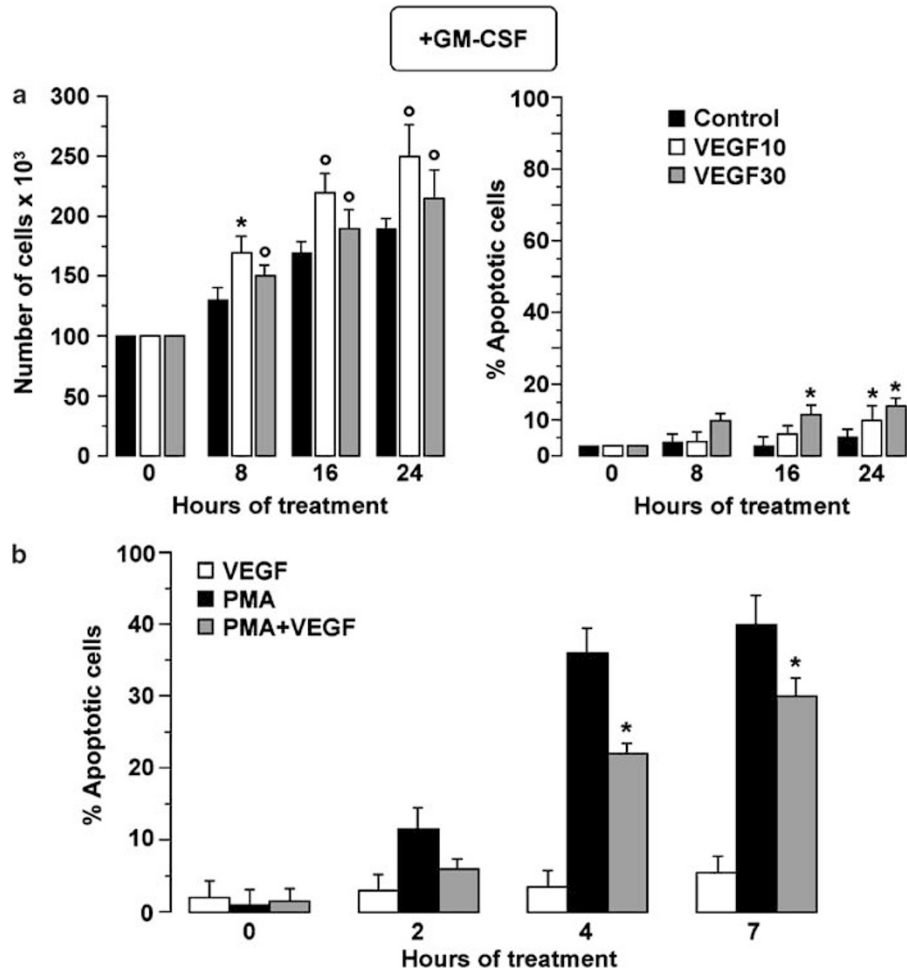 +GM-CSF
a
Number of cells x 10³
300
250
200
150
100
50
0
* ° ° ° ° °
0 8 16 24
Hours of treatment
% Apoptotic cells
100
80
60
40
20
10
0
Control
VEGF10
VEGF30
* * *
0 8 16 24
Hours of treatment
b
% Apoptotic cells
100
40
30
20
10
0
VEGF
PMA
PMA+VEGF
* *
0 2 4 7
Hours of treatment